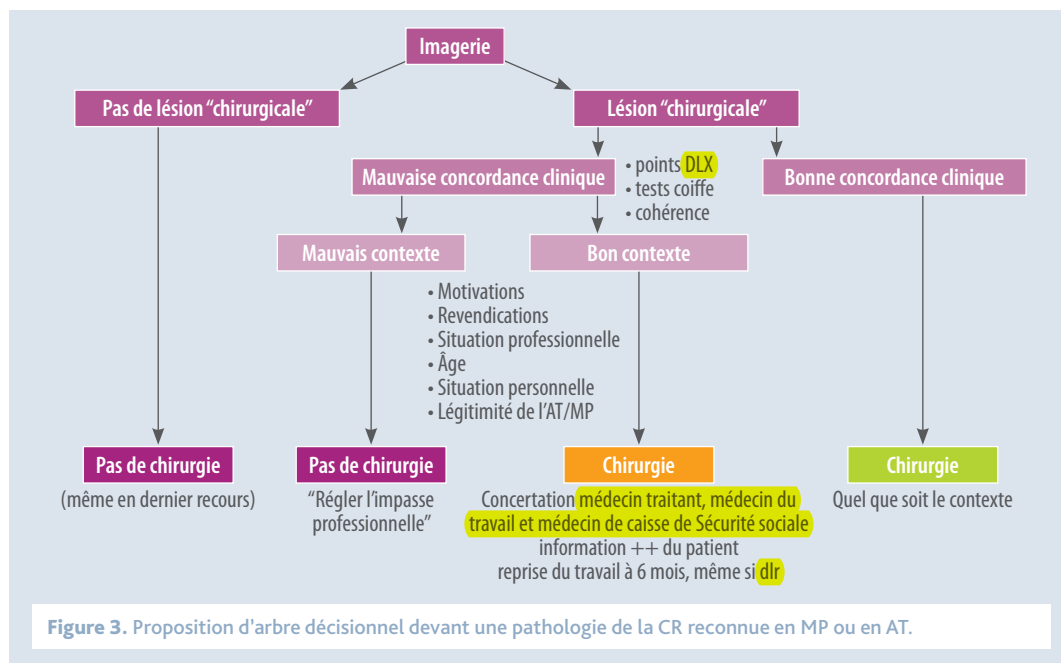 Imagerie
Pas de lésion “chirurgicale”
Lésion “chirurgicale”
Mauvaise concordance clinique
• points DLX
• tests coiffe
• cohérence
Bonne concordance clinique
Mauvais contexte
Bon contexte
• Motivations
• Revendications
• Situation professionnelle
• Âge
• Situation personnelle
• Légitimité de l’AT/MP
Pas de chirurgie
(même en dernier recours)
Pas de chirurgie
“Régler l’impasse
professionnelle”
Chirurgie
Concertation médecin traitant, médecin du
travail et médecin de caisse de Sécurité sociale
information ++ du patient
reprise du travail à 6 mois, même si dlr
Chirurgie
Quel que soit le contexte
Figure 3. Proposition d'arbre décisionnel devant une pathologie de la CR reconnue en MP ou en AT.